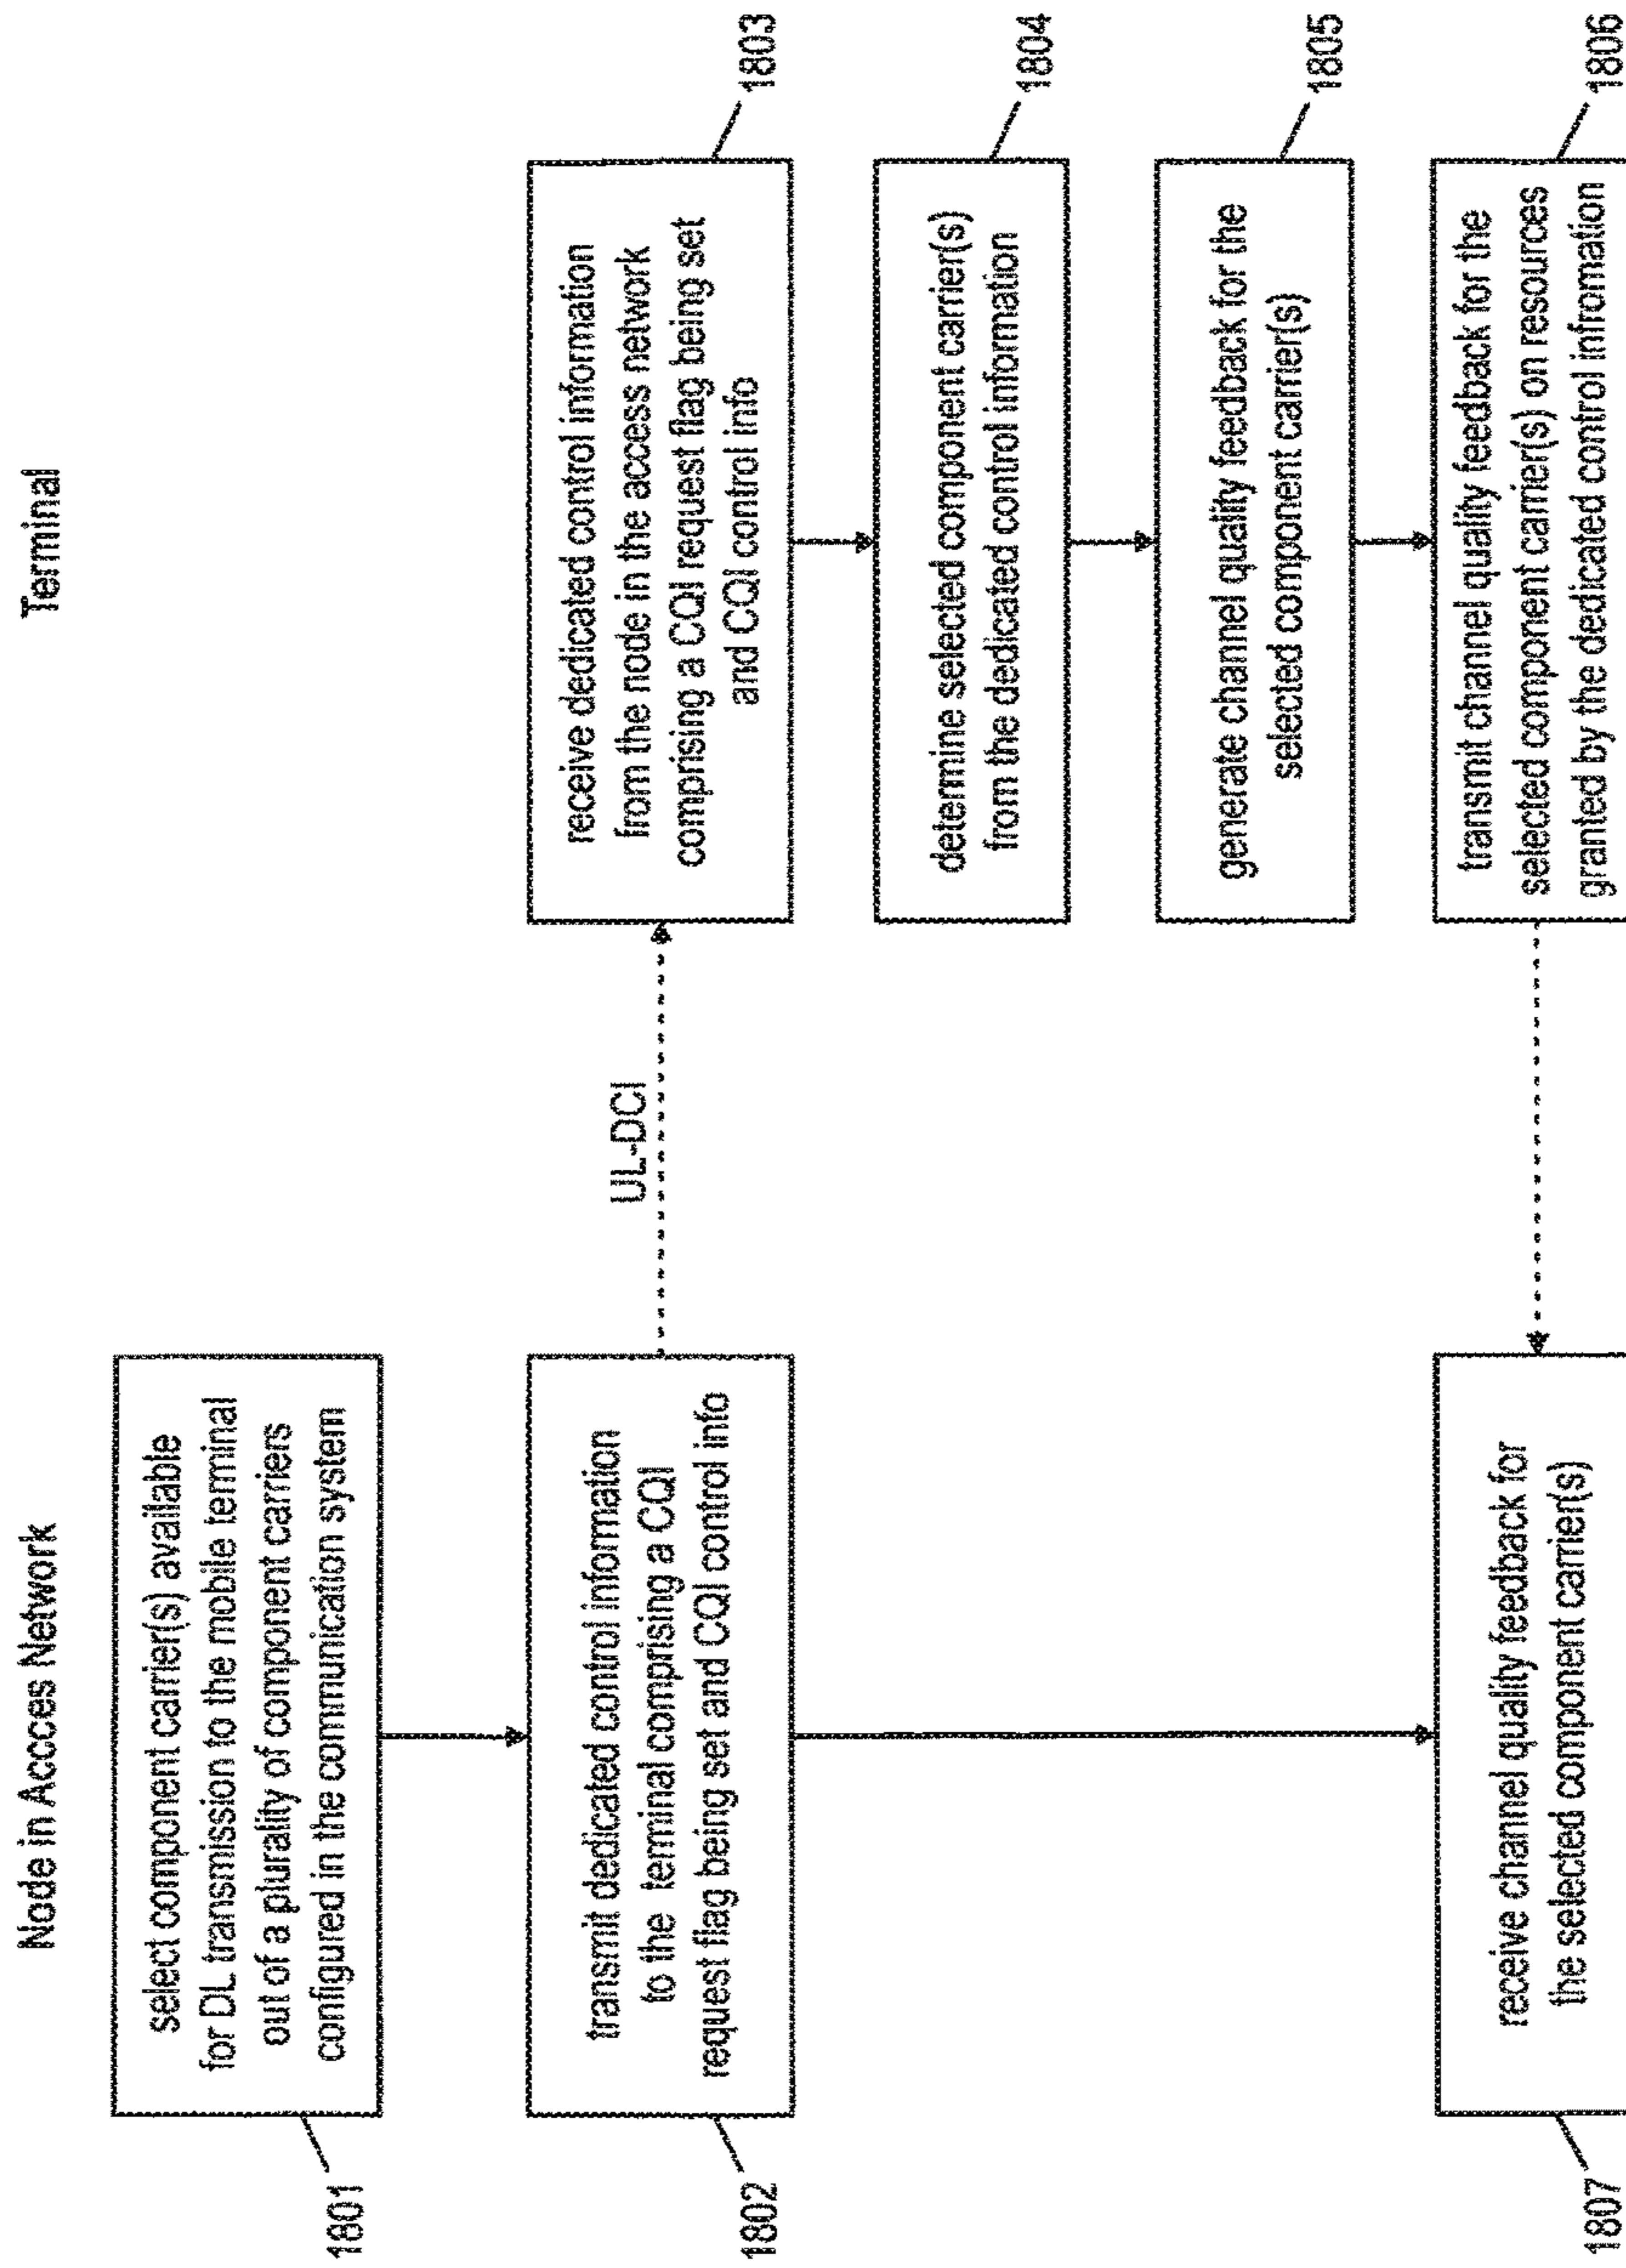 Node in Acces Network
Terminal
select component carrier(s) available
for DL transmission to the mobile terminal
out of a plurality of component carriers
configured in the communication system
1801
transmit dedicated control information
to the terminal comprising a CQI
request flag being set and CQI control info
1802
UL-DCI
receive dedicated control information
from the node in the access network
comprising a CQI request flag being set
and CQI control info
1803
determine selected component carrier(s)
from the dedicated control information
1804
generate channel quality feedback for the
selected component carrier(s)
1805
transmit channel quality feedback for the
selected component carrier(s) on resources
granted by the dedicated control infromation
1806
receive channel quality feedback for
the selected component carrier(s)
1807